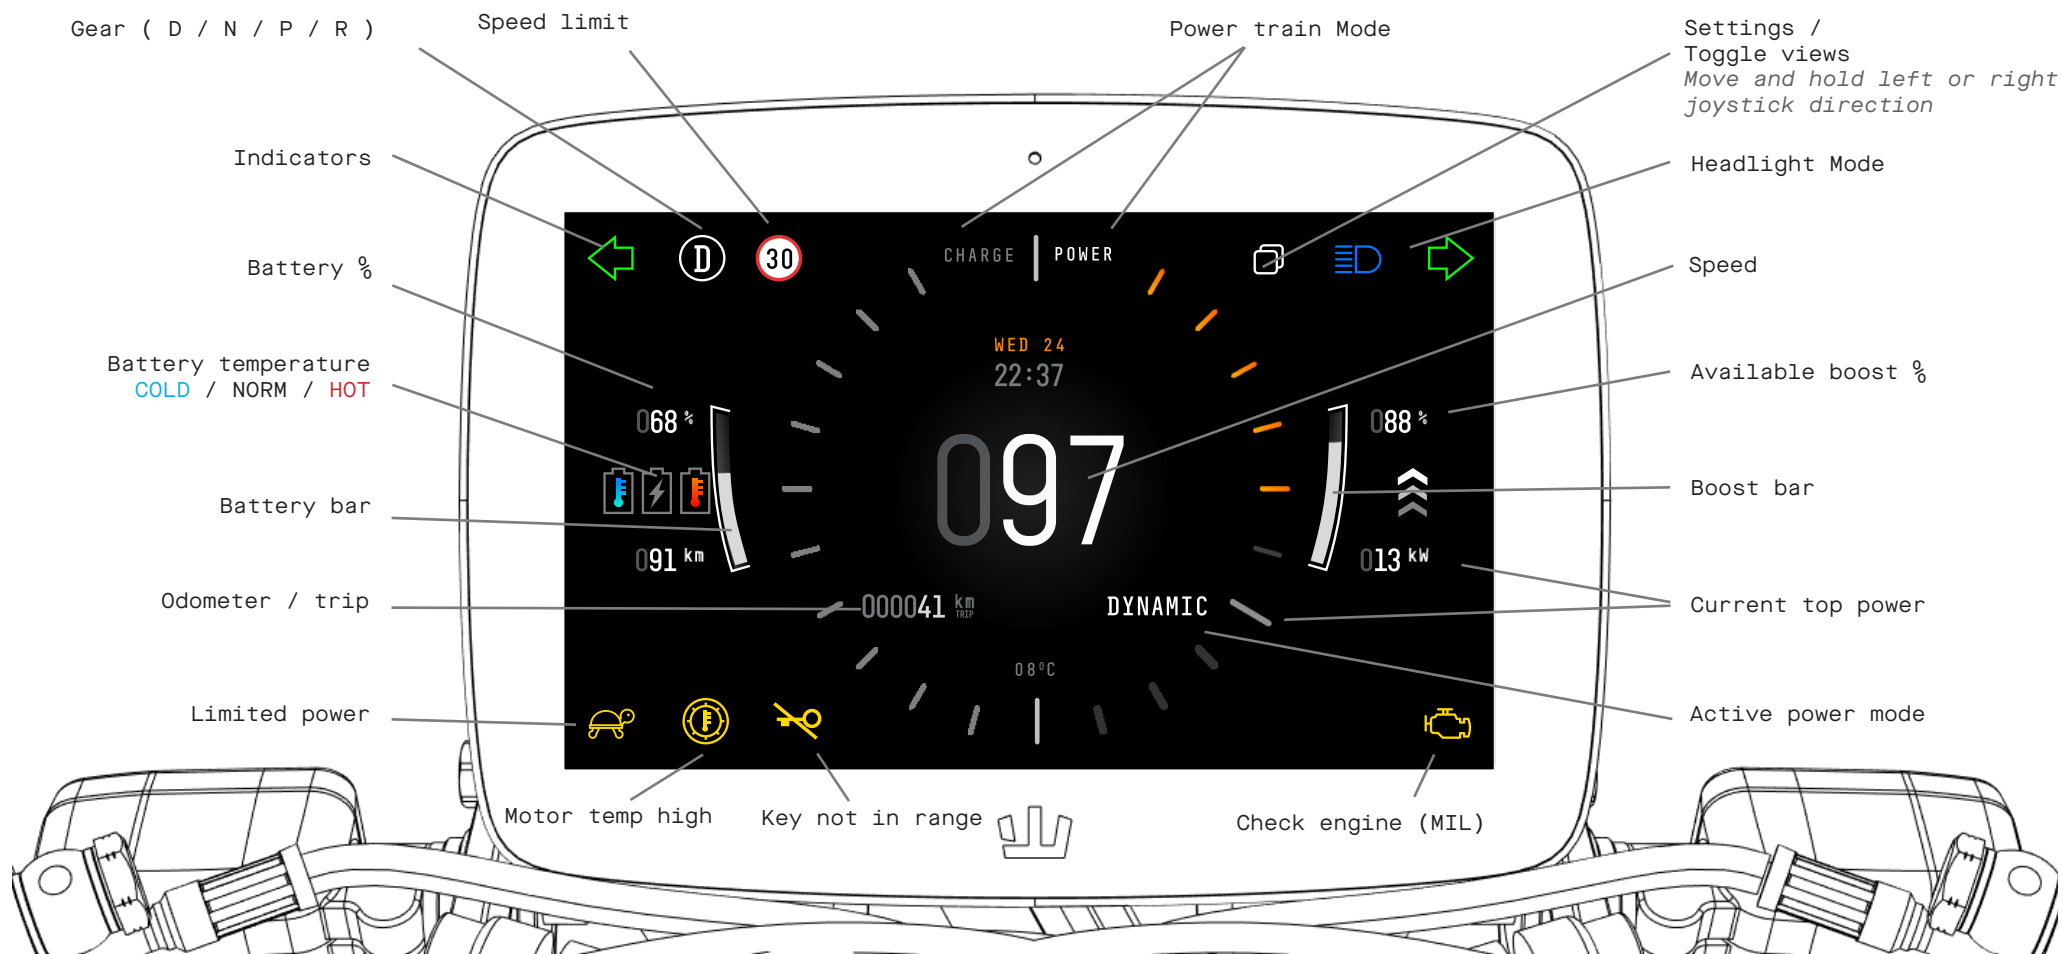 Gear ( D / N / P / R )
Speed limit
Power train Mode
Settings /
Toggle views
Move and hold left or right
joystick direction
Indicators
Headlight Mode
Battery %
Speed
Battery temperature
COLD / NORM / HOT
Available boost %
Battery bar
Boost bar
Odometer / trip
Current top power
Limited power
Active power mode
D
30
CHARGE
POWER
WED 24
22:37
068 %
088 %
097
091 km
013 kW
000041 km
TRIP
DYNAMIC
08°C
Motor temp high
Key not in range
Check engine (MIL)